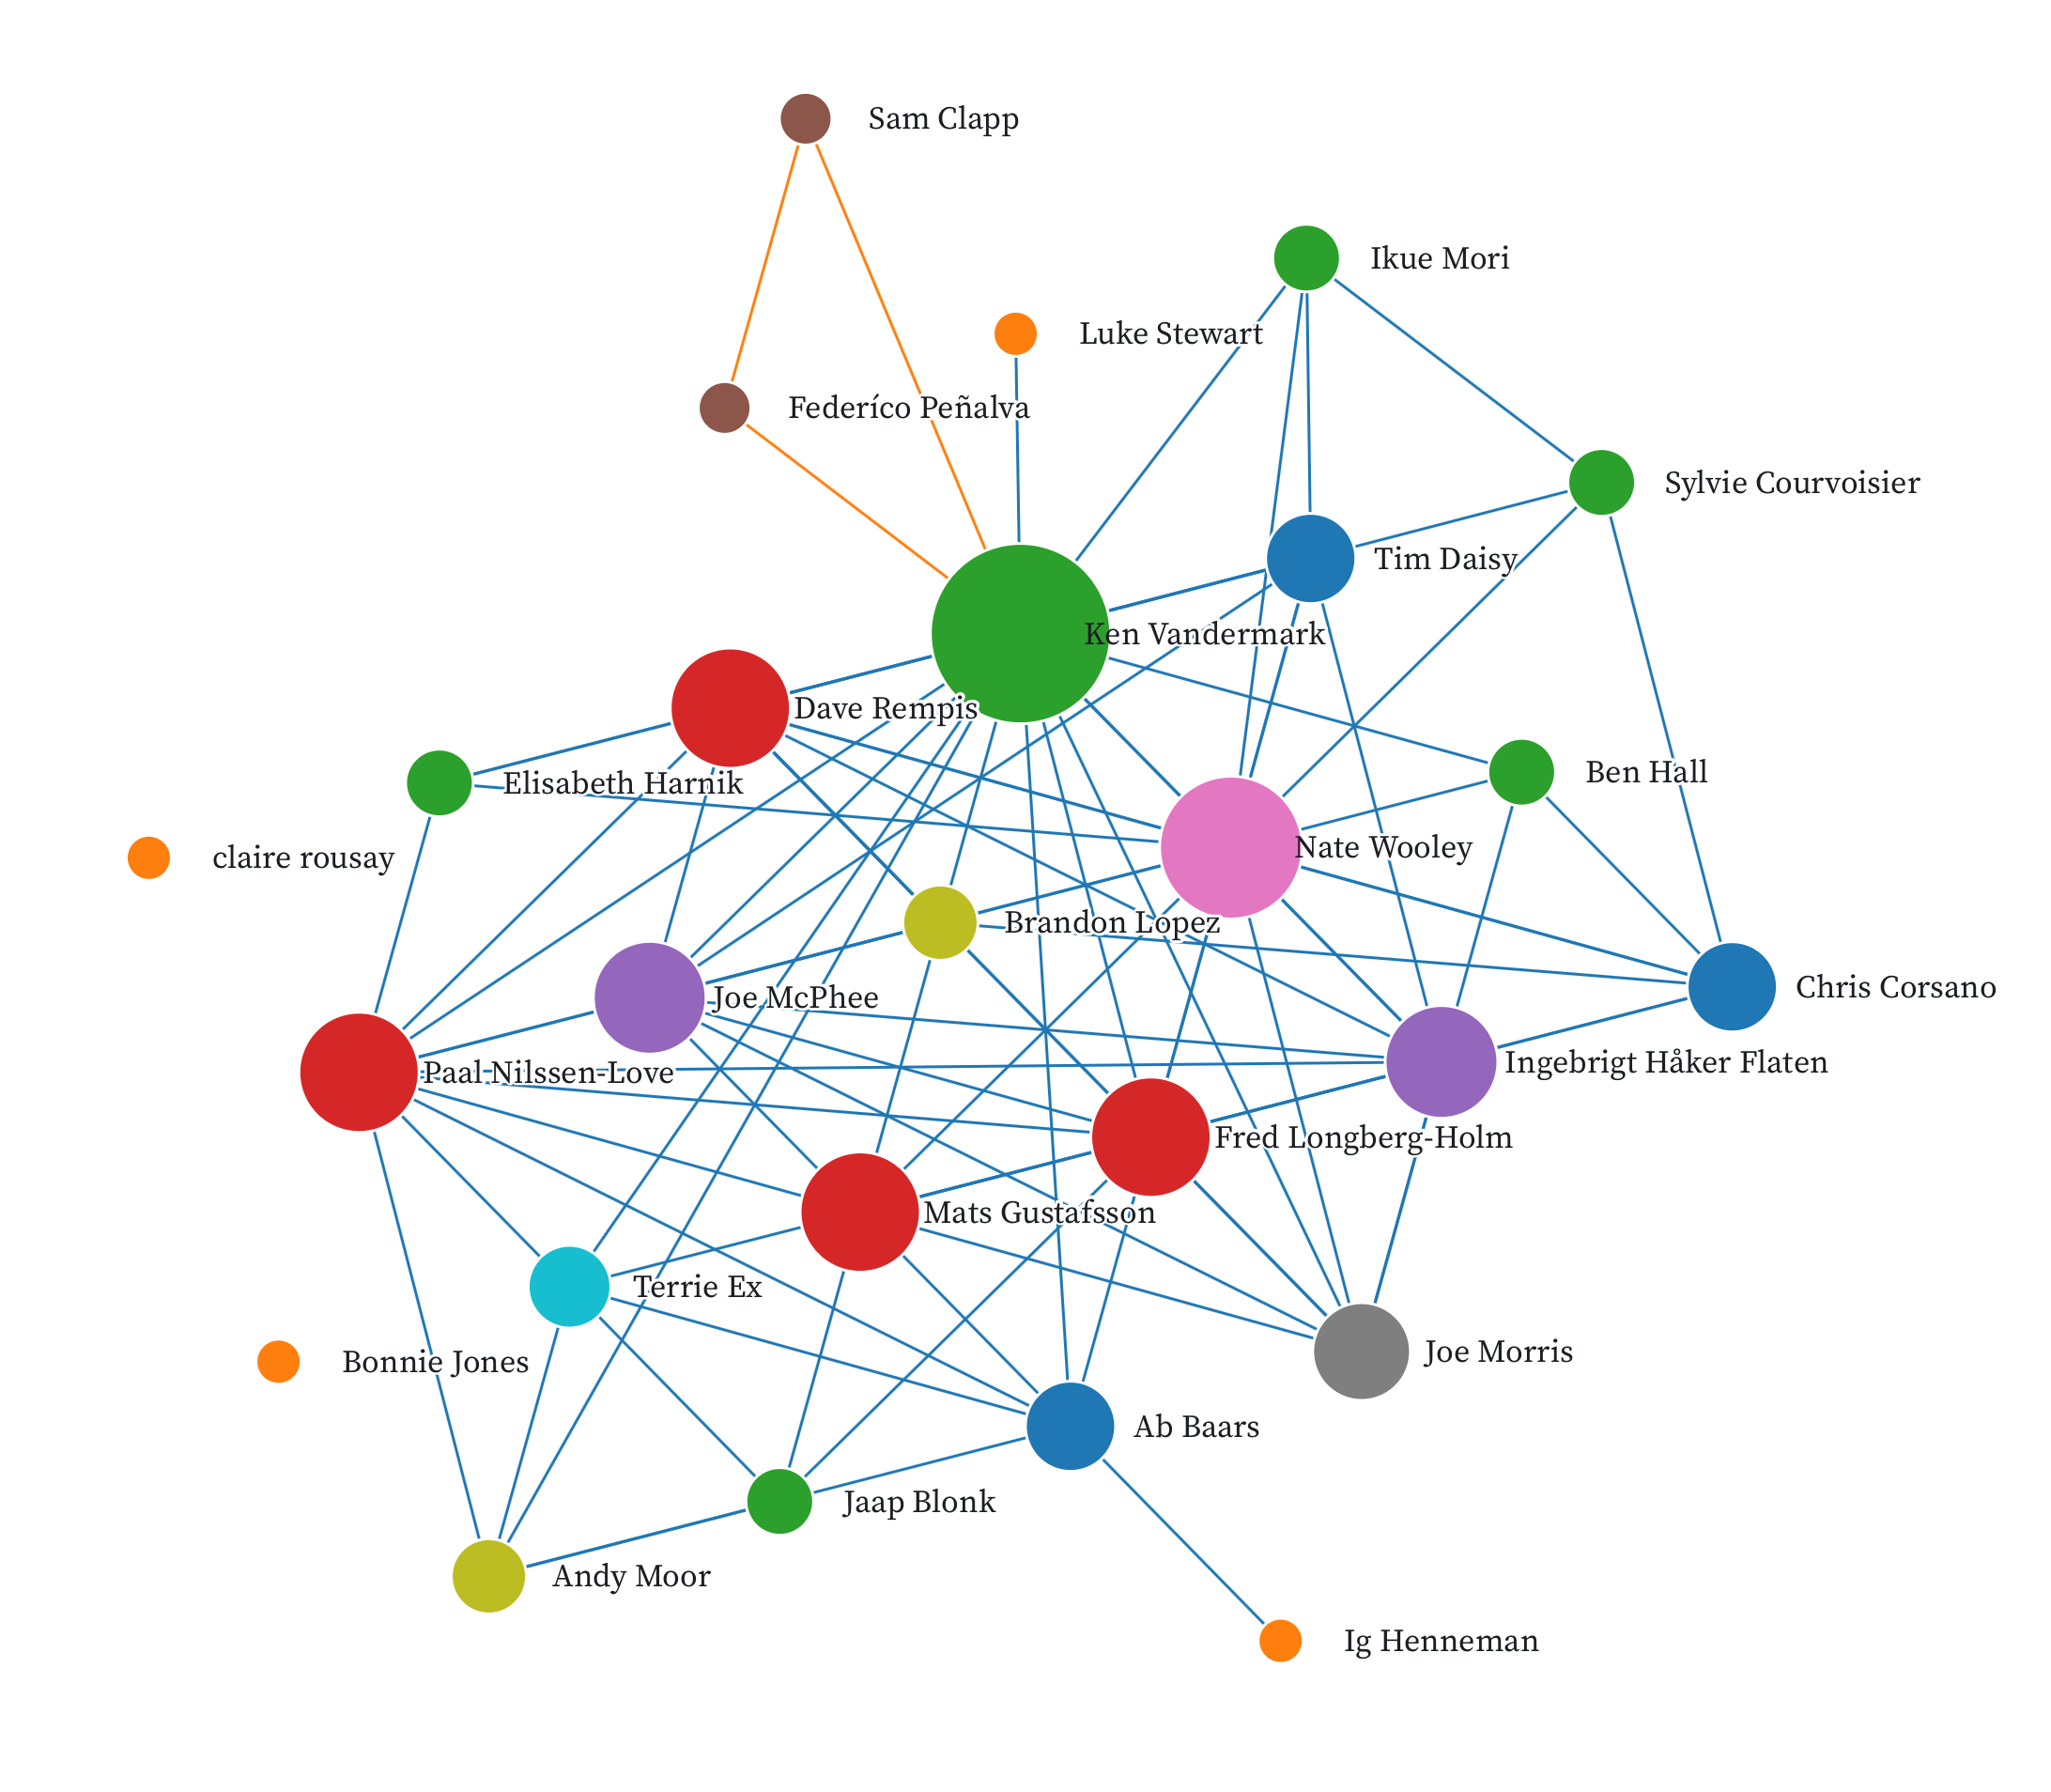 Sam Clapp
Ikue Mori
Luke Stewart
Federíco Peñalva
Sylvie Courvoisier
Tim Daisy
Ken Vandermark
Dave Rempis
Ben Hall
Elisabeth Harnik
Nate Wooley
claire rousay
Brandon Lopez
Chris Corsano
Joe McPhee
Ingebrigt Håker Flaten
Paal Nilssen-Love
Fred Longberg-Holm
Mats Gustafsson
Terrie Ex
Joe Morris
Bonnie Jones
Ab Baars
Jaap Blonk
Andy Moor
Ig Henneman